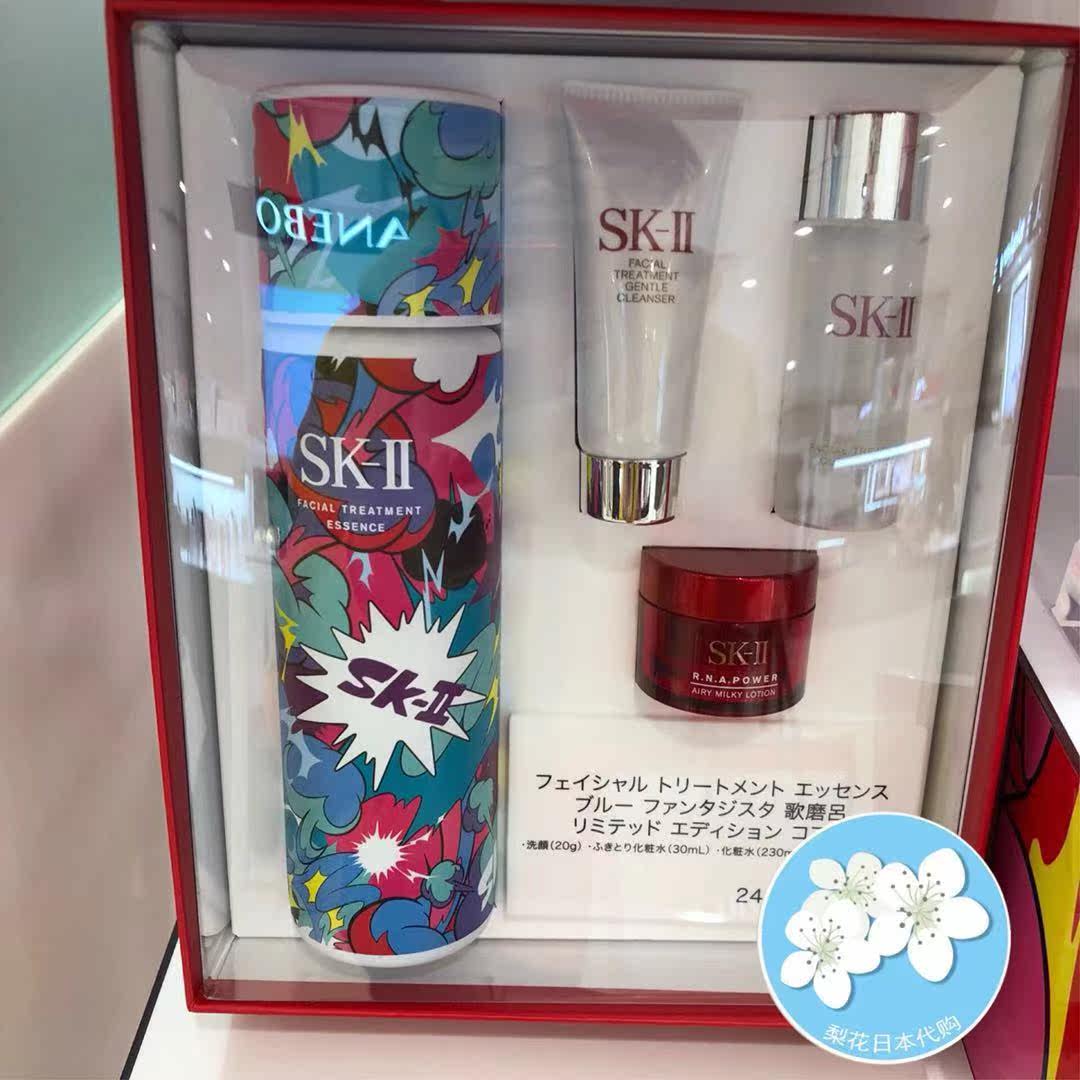 ANEBO
SK-II
FACIAL TREATMENT
ESSENCE
SK-II
SK-II
FACIAL
TREATMENT
GENTLE
CLEANSER
SK-II
SK-II
R.N.A.POWER
AIRY MILKY LOTION
フェイシャル トリートメント エッセンス
ブルー ファンタジスタ 歌磨呂
リミテッド エディション コ
・洗顔(20g)・ふきとり化粧水(30mL)・化粧水(230m
24
梨花日本代购